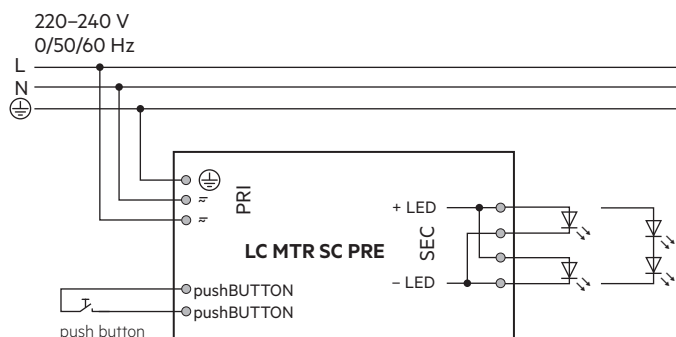 220–240 V
0/50/60 Hz
L
N
PRI
+ LED
SEC
LC MTR SC PRE
– LED
pushBUTTON
pushBUTTON
push button